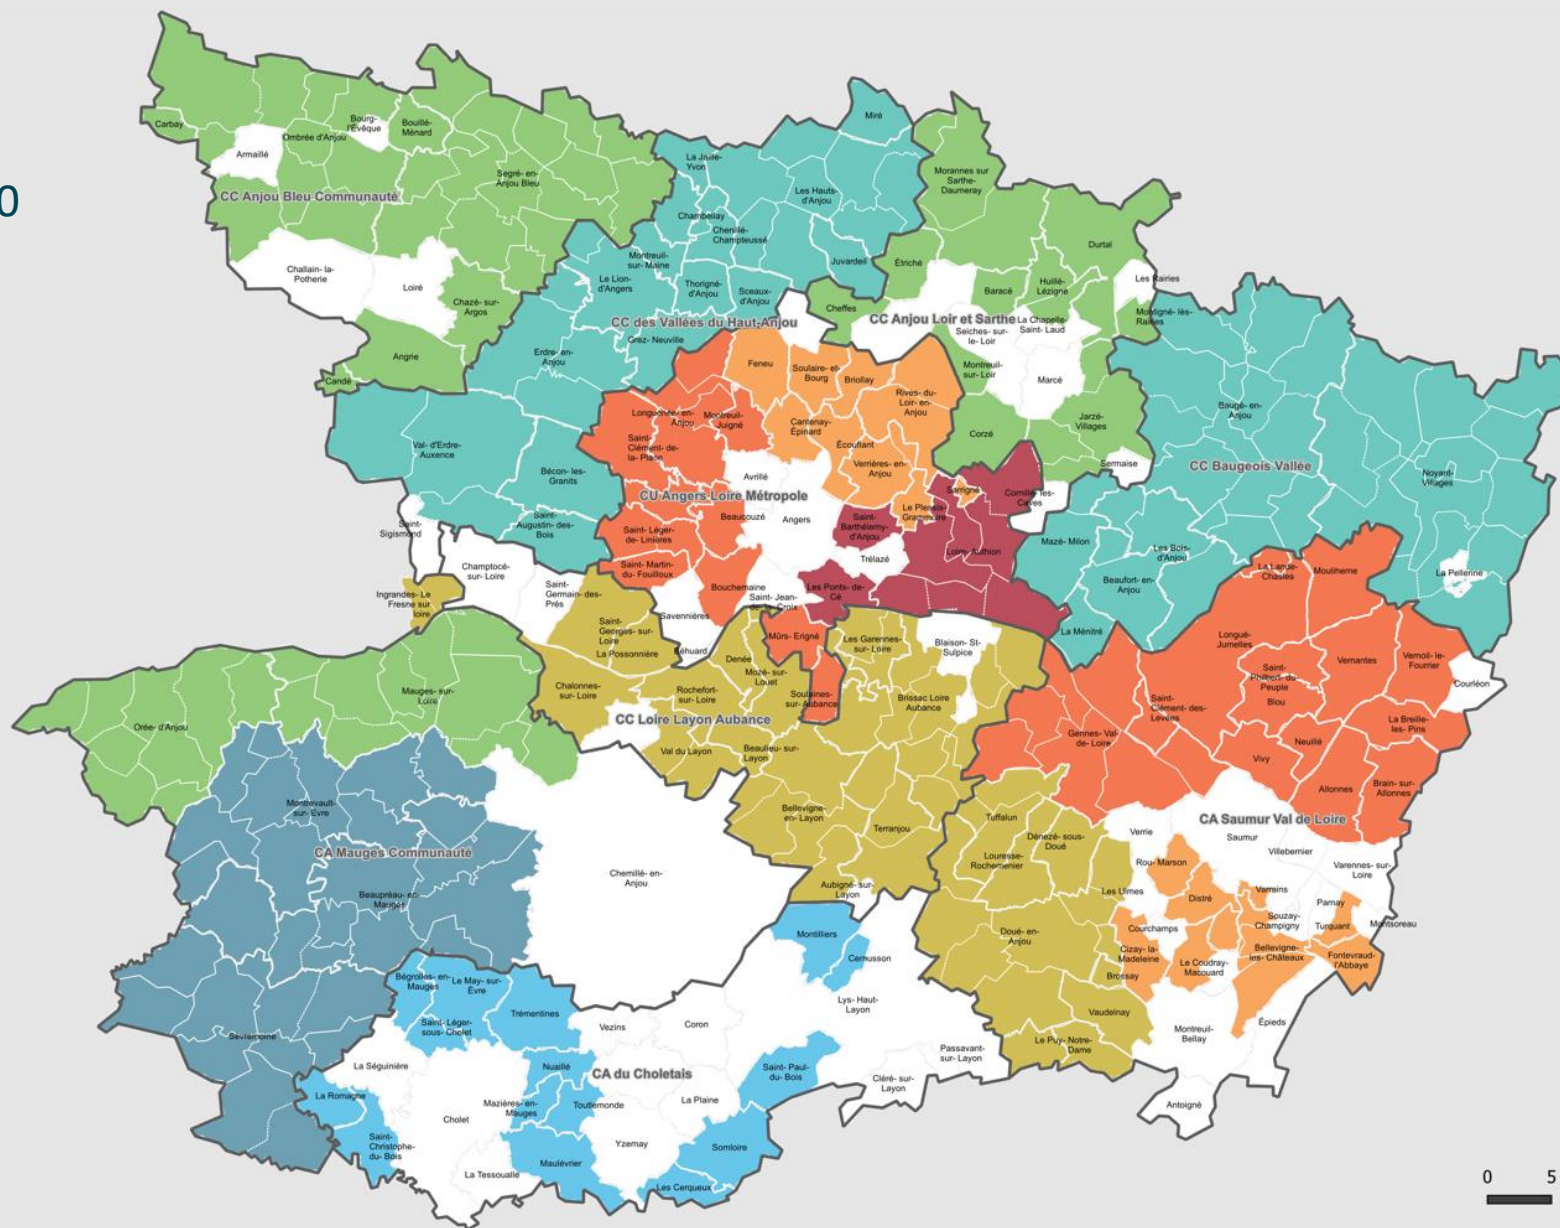 Miré
Carbay
Bourg-
l'Évêque
Bouillé-
Ménard
Ombrée d'Anjou
Armaillé
La Jaille-
Yvon
Segré- en-
Anjou Bleu
Morannes sur
Sarthe-
Daumeray
CC Anjou Bleu Communauté
Les Hauts-
d'Anjou
0
Chambellay
Chenillé-
Champteussé
Durtal
Challain- la-
Potherie
Loiré
Montreuil-
sur- Maine
Juvardeil
Étriché
Le Lion-
d'Angers
Thorigné-
d'Anjou
Sceaux-
d'Anjou
Baracé
Huillé-
Lézigné
Les Rairies
Chazé- sur-
Argos
Cheffes
CC des Vallées du Haut-Anjou
CC Anjou Loir et Sarthe
La Chapelle-
Saint- Laud
Montigné- lès-
Rairies
Seiches- sur-
le- Loir
Grez- Neuville
Angrie
Erdre- en-
Anjou
Candé
Feneu
Soulaire- et-
Bourg
Briollay
Montreuil-
sur- Loir
Marcé
Rives- du-
Loir- en-
Anjou
Longuenée- en-
Anjou
Montreuil-
Juigné
Cantenay-
Épinard
Jarzé-
Villages
Baugé- en-
Anjou
Corzé
Saint-
Clément- de-
la- Place
Écouflant
Val- d'Erdre-
Auxence
Verrières- en-
Anjou
Sermaise
CC Baugeois Vallée
Bécon- les-
Granits
Avrillé
Noyant-
Villages
CU Angers Loire Métropole
Sarrigné
Cornillé- les-
Caves
Le Plessis-
Grammoire
Beaucouzé
Angers
Saint-
Augustin- des-
Bois
Saint-
Sigismond
Saint-
Barthélemy-
d'Anjou
Saint- Léger-
de- Linières
Mazé- Milon
Loire- Authion
Les Bois-
d'Anjou
Trélazé
Champtocé-
sur- Loire
Saint- Martin-
du- Fouilloux
La Lande-
Chasles
Mouliherne
La Pellerine
Beaufort- en-
Anjou
Bouchemaine
Les Ponts- de-
Cé
Saint-
Germain- des-
Prés
Ingrandes- Le
Fresne sur
loire
Saint- Jean-
de- la- Croix
Savennières
La Ménitré
Saint-
Georges- sur-
Loire
Mûrs- Erigné
Les Garennes-
sur- Loire
Blaison- St-
Sulpice
Longué-
Jumelles
La Possonnière
Béhuard
Denée
Vernantes
Vernoil- le-
Fourrier
Mozé- sur-
Louet
Saint-
Philbert- du-
Peuple
Courléon
Chalonnes-
sur- Loire
Rochefort-
sur- Loire
Soulaines-
sur- Aubance
Brissac Loire
Aubance
Mauges- sur-
Loire
Blou
Saint-
Clément- des-
Levées
CC Loire Layon Aubance
La Breille-
les- Pins
Orée- d'Anjou
Gennes- Val-
de- Loire
Neuillé
Val du Layon
Beaulieu- sur-
Layon
Vivy
Allonnes
Brain- sur-
Allonnes
Montrevault-
sur- Èvre
Bellevigne-
en- Layon
Tuffalun
CA Saumur Val de Loire
Terranjou
Verrie
Saumur
Dénezé- sous-
Doué
CA Mauges Communauté
Louresse-
Rochemenier
Villebernier
Rou- Marson
Varennes- sur-
Loire
Chemillé- en-
Anjou
Aubigné- sur-
Layon
Les Ulmes
Varrains
Beaupréau- en-
Mauges
Distré
Parnay
Souzay-
Champigny
Turquant
Montsoreau
Courchamps
Montilliers
Doué- en-
Anjou
Cernusson
Cizay- la-
Madeleine
Bellevigne-
les- Châteaux
Fontevraud-
l'Abbaye
Le Coudray-
Macouard
Brossay
Bégrolles- en-
Mauges
Le May- sur-
Èvre
Lys- Haut-
Layon
Trémentines
Vaudelnay
Saint- Léger-
sous- Cholet
Vezins
Coron
Épieds
Montreuil-
Bellay
Sèvremoine
Le Puy- Notre-
Dame
Passavant-
sur- Layon
La Séguinière
Nuaillé
CA du Choletais
Saint- Paul-
du- Bois
Cléré- sur-
Layon
La Romagne
Mazières- en-
Mauges
Toutlemonde
La Plaine
Antoigné
Cholet
Yzernay
Saint-
Christophe-
du- Bois
Somloire
Maulévrier
La Tessoualle
Les Cerqueux
0 5